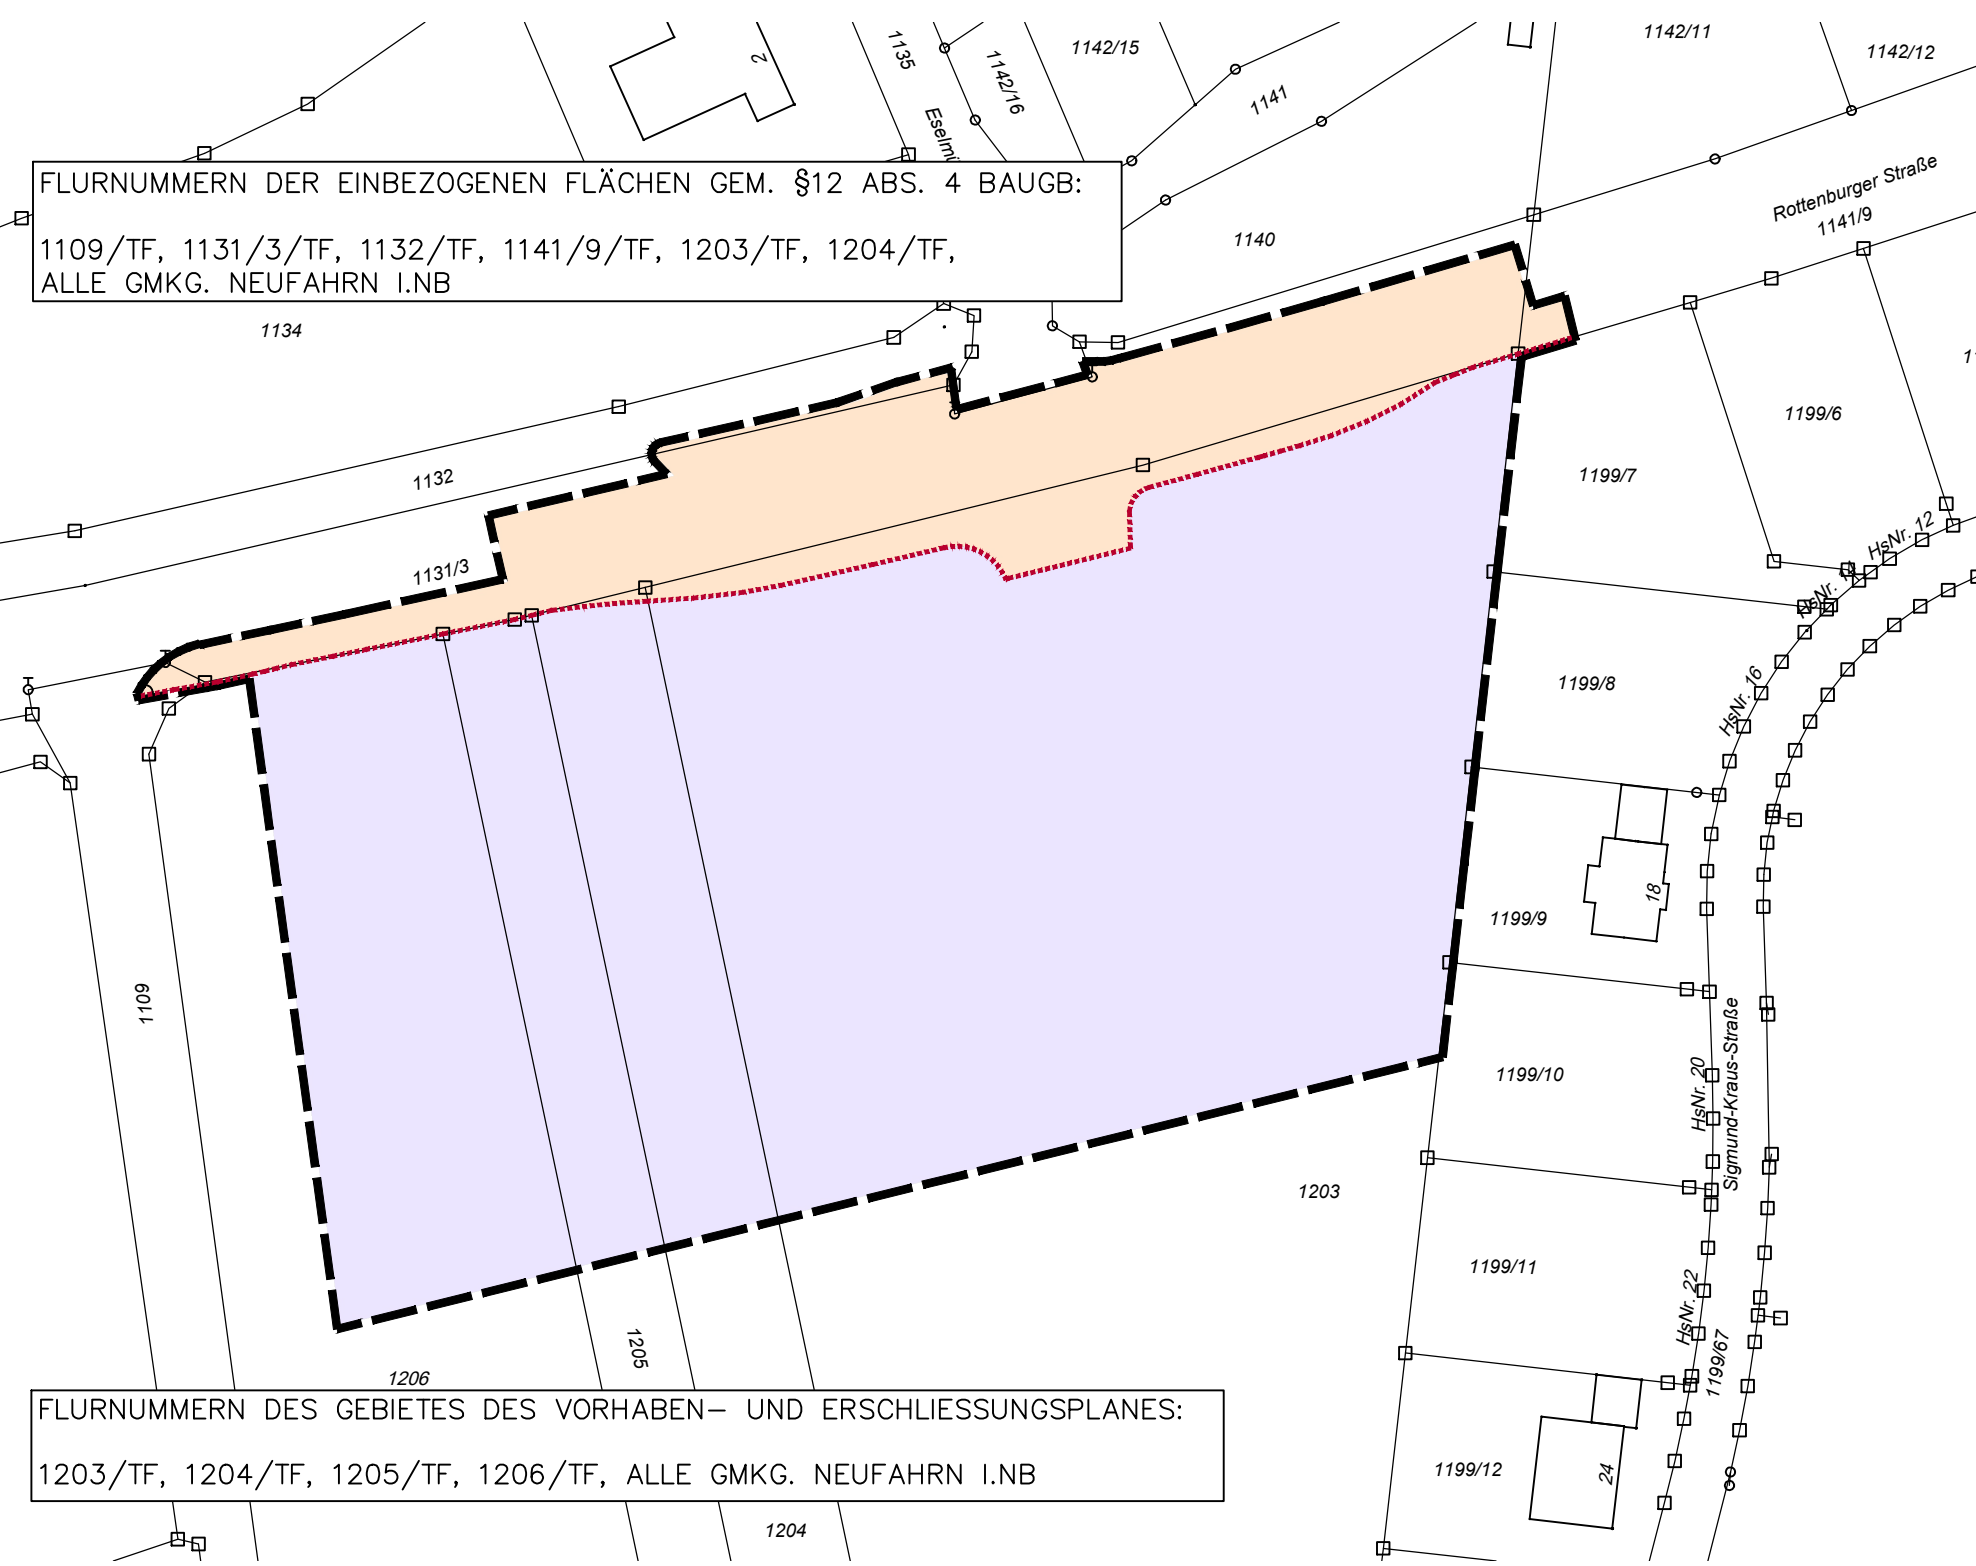 1135
2
1142/16
1142/15
1141
1142/11
1142/12
FLURNUMMERN DER EINBEZOGENEN FLÄCHEN GEM. §12 ABS. 4 BAUGB:
1109/TF, 1131/3/TF, 1132/TF, 1141/9/TF, 1203/TF, 1204/TF,
ALLE GMKG. NEUFAHRN I.NB
Rottenburger Straße
1141/9
1140
1134
1132
1131/3
1199/6
1199/7
HsNr. 12
1199/8
HsNr. 16
18
1199/9
1109
1199/10
HsNr. 20
Sigmund-Kraus-Straße
1203
1199/11
HsNr. 22
1199/67
1205
1206
FLURNUMMERN DES GEBIETES DES VORHABEN– UND ERSCHLIESSUNGSPLANES:
1203/TF, 1204/TF, 1205/TF, 1206/TF, ALLE GMKG. NEUFAHRN I.NB
1199/12
24
1204